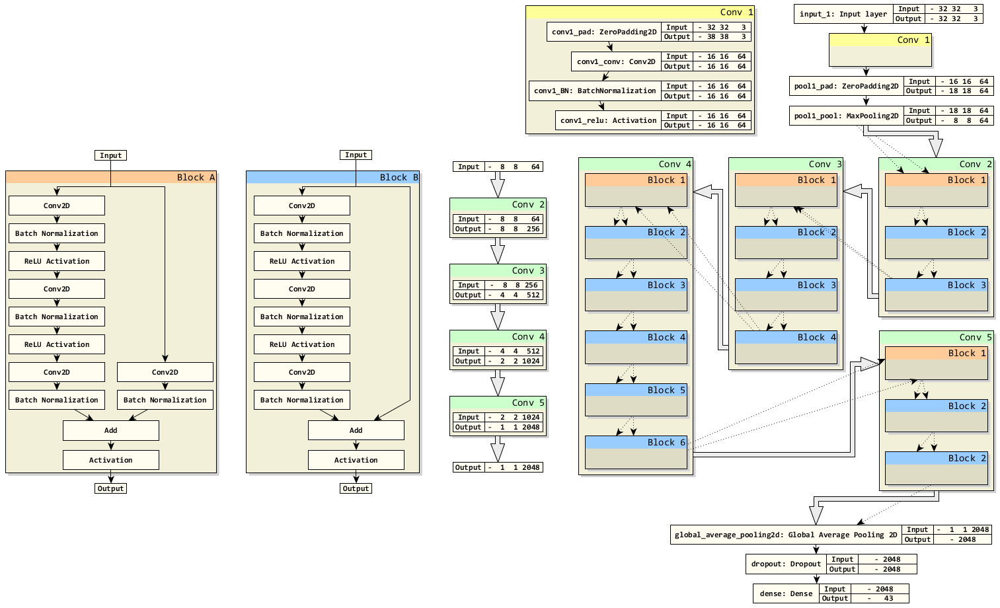 Input
Block A
Conv2D
Batch Normalization
ReLU Activation
Conv2D
Batch Normalization
ReLU Activation
Conv2D
Batch Normalization
Conv2D
Batch Normalization
Add
Activation
Output
Input
Block B
Conv2D
Batch Normalization
ReLU Activation
Conv2D
Batch Normalization
ReLU Activation
Conv2D
Batch Normalization
Add
Activation
Output
Input - 8 8 64
Conv 2
Input - 8 8 64
Output - 8 8 256
Conv 3
Input - 8 8 256
Output - 4 4 512
Conv 4
Input - 4 4 512
Output - 2 2 1024
Conv 5
Input - 2 2 1024
Output - 1 1 2048
Output - 1 1 2048
Conv 1
conv1_pad: ZeroPadding2D Input - 32 32 3
Output - 38 38 3
conv1_conv: Conv2D Input - 16 16 64
Output - 16 16 64
conv1_BN: BatchNormalization Input - 16 16 64
Output - 16 16 64
conv1_relu: Activation Input - 16 16 64
Output - 16 16 64
input_1: Input layer Input - 32 32 3
Output - 32 32 3
Conv 1
pool1_pad: ZeroPadding2D Input - 16 16 64
Output - 18 18 64
pool1_pool: MaxPooling2D Input - 18 18 64
Output - 8 8 64
Conv 2
Block 1
Block 2
Block 3
Conv 3
Block 1
Block 2
Block 3
Block 4
Conv 4
Block 1
Block 2
Block 3
Block 4
Block 5
Block 6
Conv 5
Block 1
Block 2
Block 2
global_average_pooling2d: Global Average Pooling 2D Input - 1 1 2048
Output - 2048
dropout: Dropout Input - 2048
Output - 2048
dense: Dense Input - 2048
Output - 43